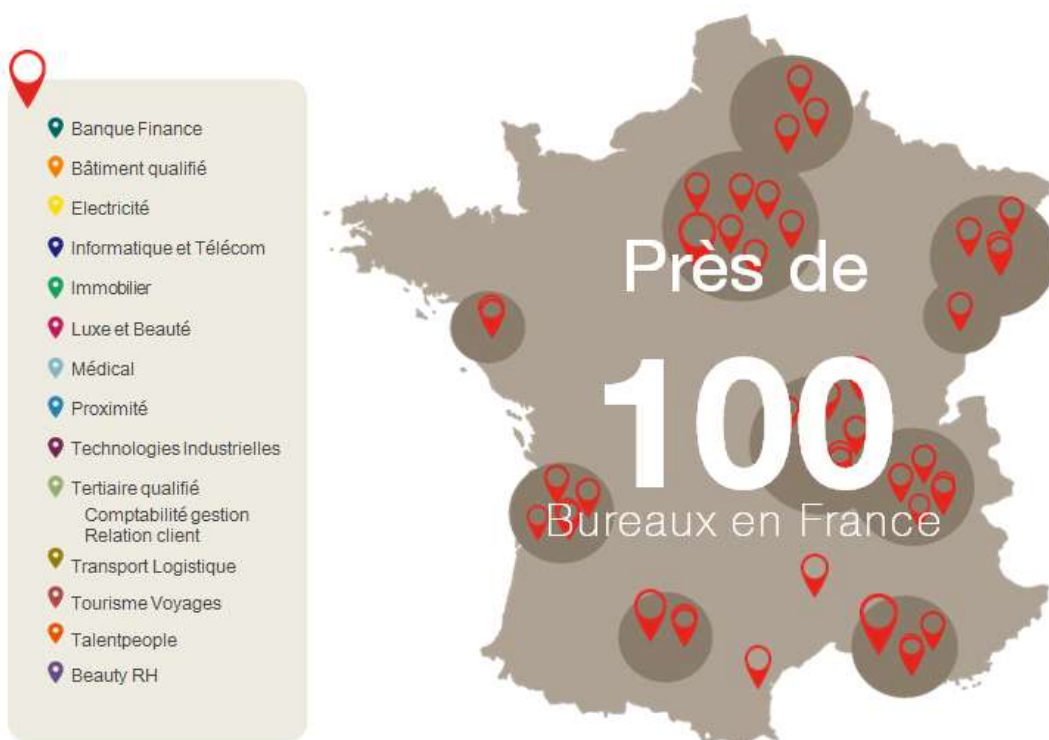 Banque Finance
Bâtiment qualifié
Electricité
Informatique et Télécom
Immobilier
Luxe et Beauté
Médical
Proximité
Technologies Industrielles
Tertiaire qualifié
Comptabilité gestion
Relation client
Transport Logistique
Tourisme Voyages
Talentpeople
Beauty RH
Près de
100
Bureaux en France